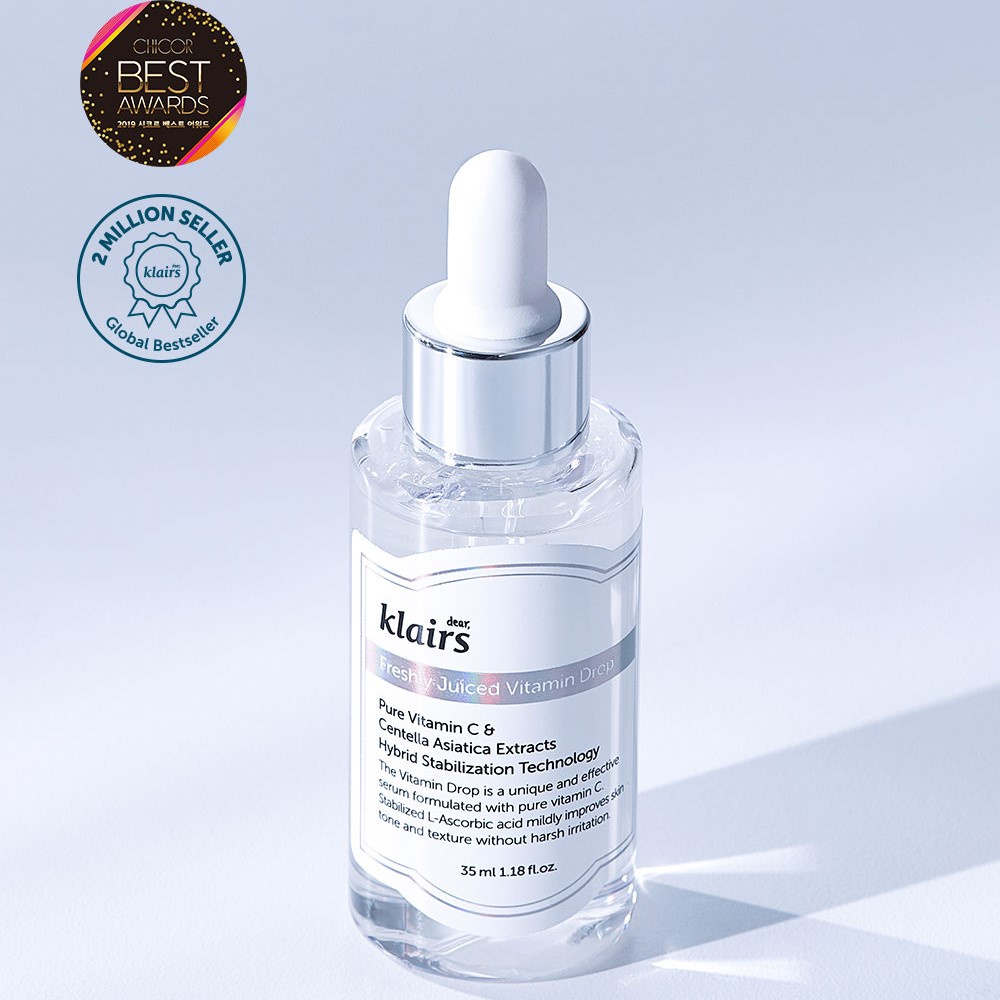 CHICOR
BEST
AWARDS
2019 시코르 베스트 어워드
2 MILLION SELLER
klairs
Global Bestseller
dear,
klairs
Freshly Juiced Vitamin Drop
Pure Vitamin C &
Centella Asiatica Extracts
Hybrid Stabilization Technology
The Vitamin Drop is a unique and effective
serum formulated with pure vitamin C.
Stabilized L-Ascorbic acid mildly improves skin
tone and texture without harsh irritation.
35 ml 1.18 fl.oz.